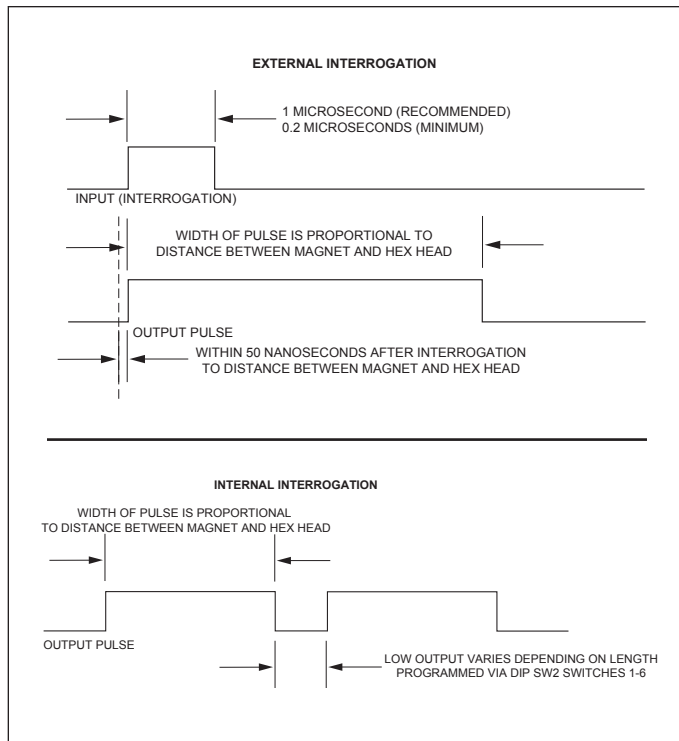 EXTERNAL INTERROGATION
1 MICROSECOND (RECOMMENDED)
0.2 MICROSECONDS (MINIMUM)
INPUT (INTERROGATION)
WIDTH OF PULSE IS PROPORTIONAL TO
DISTANCE BETWEEN MAGNET AND HEX HEAD
OUTPUT PULSE
WITHIN 50 NANOSECONDS AFTER INTERROGATION
TO DISTANCE BETWEEN MAGNET AND HEX HEAD
INTERNAL INTERROGATION
WIDTH OF PULSE IS PROPORTIONAL
TO DISTANCE BETWEEN MAGNET AND HEX HEAD
OUTPUT PULSE
LOW OUTPUT VARIES DEPENDING ON LENGTH
PROGRAMMED VIA DIP SW2 SWITCHES 1-6